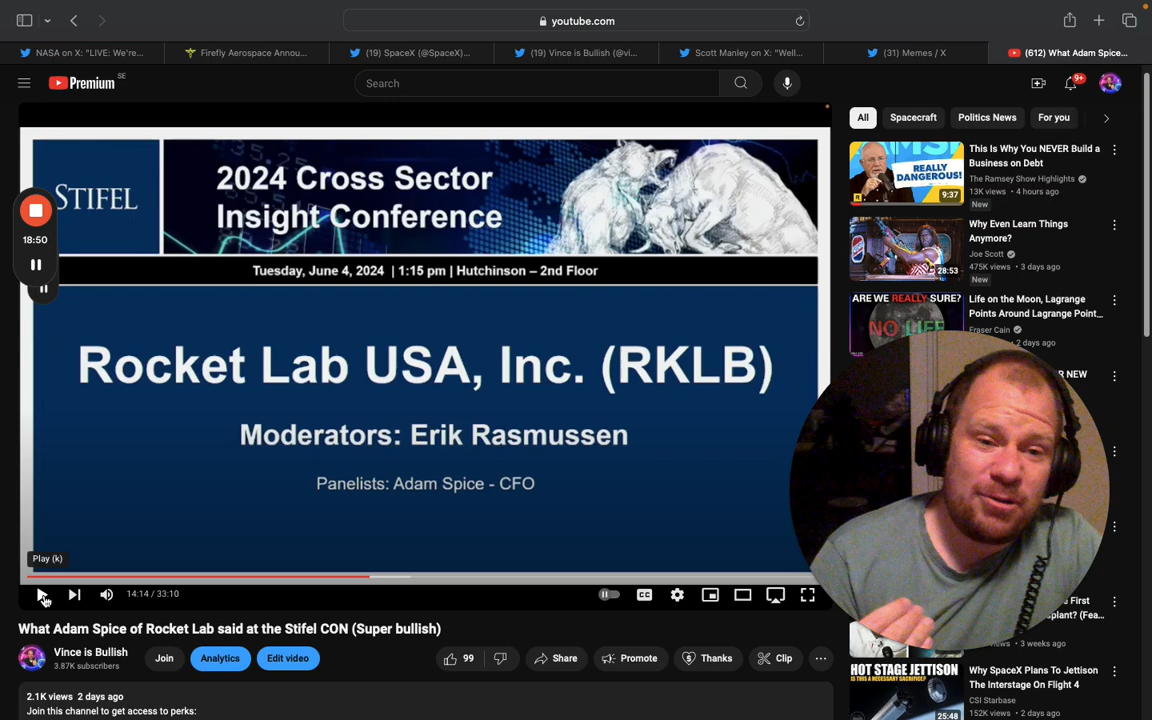 youtube.com
NASA on X: "LIVE: We're...
Firefly Aerospace Annou...
(19) SpaceX (@SpaceX)...
(19) Vince is Bullish (@vi...
Scott Manley on X: "Well...
(31) Memes / X
(612) What Adam Spice...
Premium SE
Search
9+
All
Spacecraft
Politics News
For you
STIFEL
2024 Cross Sector
Insight Conference
Tuesday, June 4, 2024 | 1:15 pm | Hutchinson – 2nd Floor
Rocket Lab USA, Inc. (RKLB)
Moderators: Erik Rasmussen
Panelists: Adam Spice - CFO
18:50
Play (k)
14:14 / 33:10
What Adam Spice of Rocket Lab said at the Stifel CON (Super bullish)
Vince is Bullish
3.87K subscribers
Join
Analytics
Edit video
99
Share
Promote
Thanks
Clip
2.1K views 2 days ago
Join this channel to get access to perks:
REALLY
DANGEROUS!
9:37
This Is Why You NEVER Build a
Business on Debt
The Ramsey Show Highlights
13K views • 4 hours ago
New
28:53
Why Even Learn Things
Anymore?
Joe Scott
475K views • 3 days ago
New
ARE WE REALLY SURE?
NO LIFE
Life on the Moon, Lagrange
Points Around Lagrange Point...
Fraser Cain
2 days ago
NEW
First
splant? (Fea...
views • 3 weeks ago
HOT STAGE JETTISON
IS THIS A NECESSARY SACRIFICE?
25:48
Why SpaceX Plans To Jettison
The Interstage On Flight 4
CSI Starbase
152K views • 2 days ago